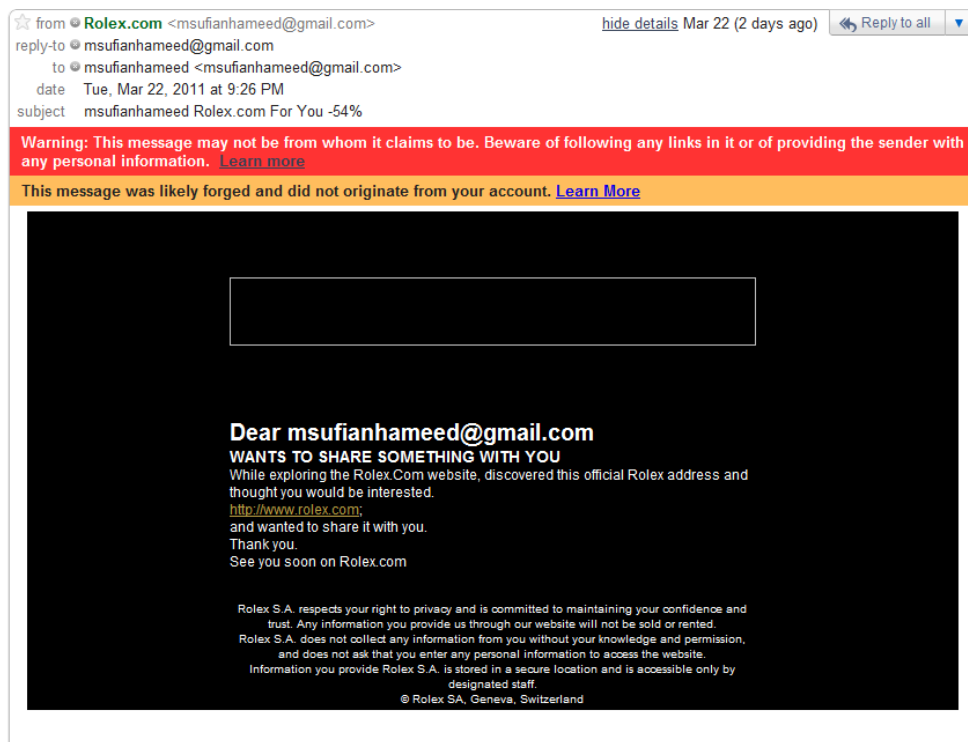 from Rolex.com <msufianhameed@gmail.com> hide details Mar 22 (2 days ago) Reply to all
reply-to msufianhameed@gmail.com
to msufianhameed <msufianhameed@gmail.com>
date Tue, Mar 22, 2011 at 9:26 PM
subject msufianhameed Rolex.com For You -54%
Warning: This message may not be from whom it claims to be. Beware of following any links in it or of providing the sender with
any personal information. Learn more
This message was likely forged and did not originate from your account. Learn More
Dear msufianhameed@gmail.com
WANTS TO SHARE SOMETHING WITH YOU
While exploring the Rolex.Com website, discovered this official Rolex address and
thought you would be interested.
http://www.rolex.com;
and wanted to share it with you.
Thank you.
See you soon on Rolex.com
Rolex S.A. respects your right to privacy and is committed to maintaining your confidence and
trust. Any information you provide us through our website will not be sold or rented.
Rolex S.A. does not collect any information from you without your knowledge and permission,
and does not ask that you enter any personal information to access the website.
Information you provide Rolex S.A. is stored in a secure location and is accessible only by
designated staff.
© Rolex SA, Geneva, Switzerland